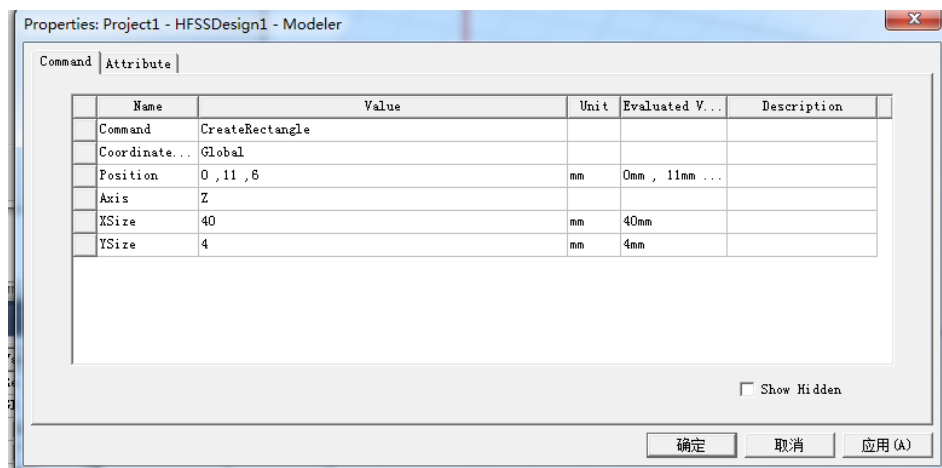 Properties: Project1 - HFSSDesign1 - Modeler
Command Attribute
Name Value Unit Evaluated V... Description
Command CreateRectangle
Coordinate... Global
Position 0 ,11 ,6 mm 0mm , 11mm ...
Axis Z
XSize 40 mm 40mm
YSize 4 mm 4mm
Show Hidden
确定 取消 应用(A)